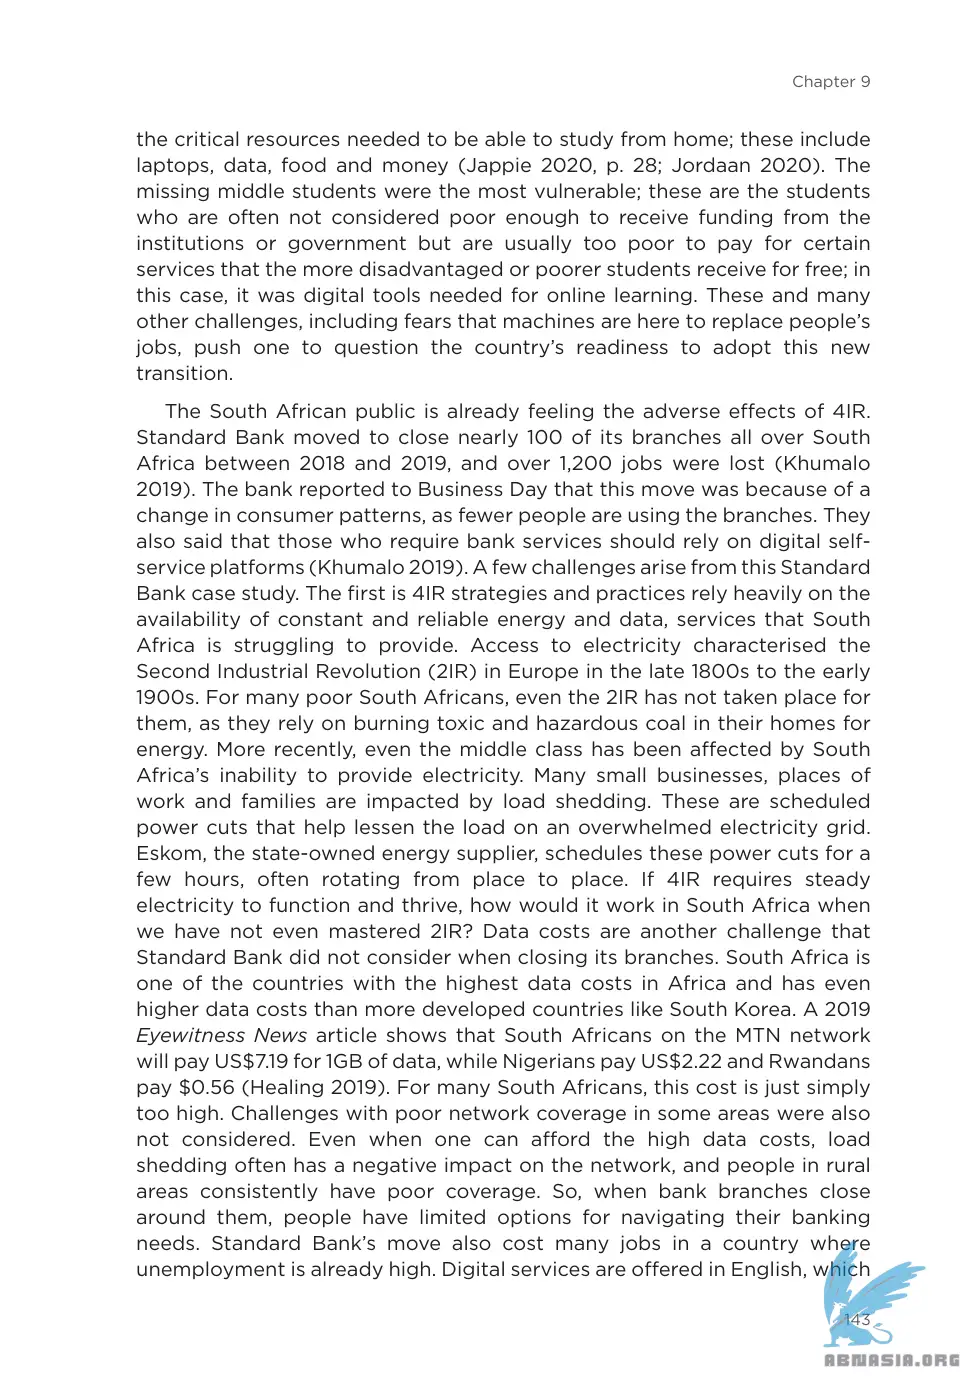 Chapter 9
the critical resources needed to be able to study from home; these include
laptops, data, food and money (Jappie 2020, p. 28; Jordaan 2020). The
missing middle students were the most vulnerable; these are the students
who are often not considered poor enough to receive funding from the
institutions or government but are usually too poor to pay for certain
services that the more disadvantaged or poorer students receive for free; in
this case, it was digital tools needed for online learning. These and many
other challenges, including fears that machines are here to replace people’s
jobs, push one to question the country’s readiness to adopt this new
transition.
The South African public is already feeling the adverse effects of 4IR.
Standard Bank moved to close nearly 100 of its branches all over South
Africa between 2018 and 2019, and over 1,200 jobs were lost (Khumalo
2019). The bank reported to Business Day that this move was because of a
change in consumer patterns, as fewer people are using the branches. They
also said that those who require bank services should rely on digital self-
service platforms (Khumalo 2019). A few challenges arise from this Standard
Bank case study. The first is 4IR strategies and practices rely heavily on the
availability of constant and reliable energy and data, services that South
Africa is struggling to provide. Access to electricity characterised the
Second Industrial Revolution (2IR) in Europe in the late 1800s to the early
1900s. For many poor South Africans, even the 2IR has not taken place for
them, as they rely on burning toxic and hazardous coal in their homes for
energy. More recently, even the middle class has been affected by South
Africa’s inability to provide electricity. Many small businesses, places of
work and families are impacted by load shedding. These are scheduled
power cuts that help lessen the load on an overwhelmed electricity grid.
Eskom, the state-owned energy supplier, schedules these power cuts for a
few hours, often rotating from place to place. If 4IR requires steady
electricity to function and thrive, how would it work in South Africa when
we have not even mastered 2IR? Data costs are another challenge that
Standard Bank did not consider when closing its branches. South Africa is
one of the countries with the highest data costs in Africa and has even
higher data costs than more developed countries like South Korea. A 2019
Eyewitness News article shows that South Africans on the MTN network
will pay US$7.19 for 1GB of data, while Nigerians pay US$2.22 and Rwandans
pay $0.56 (Healing 2019). For many South Africans, this cost is just simply
too high. Challenges with poor network coverage in some areas were also
not considered. Even when one can afford the high data costs, load
shedding often has a negative impact on the network, and people in rural
areas consistently have poor coverage. So, when bank branches close
around them, people have limited options for navigating their banking
needs. Standard Bank’s move also cost many jobs in a country where
unemployment is already high. Digital services are offered in English, which
143
ABNASIA.ORG